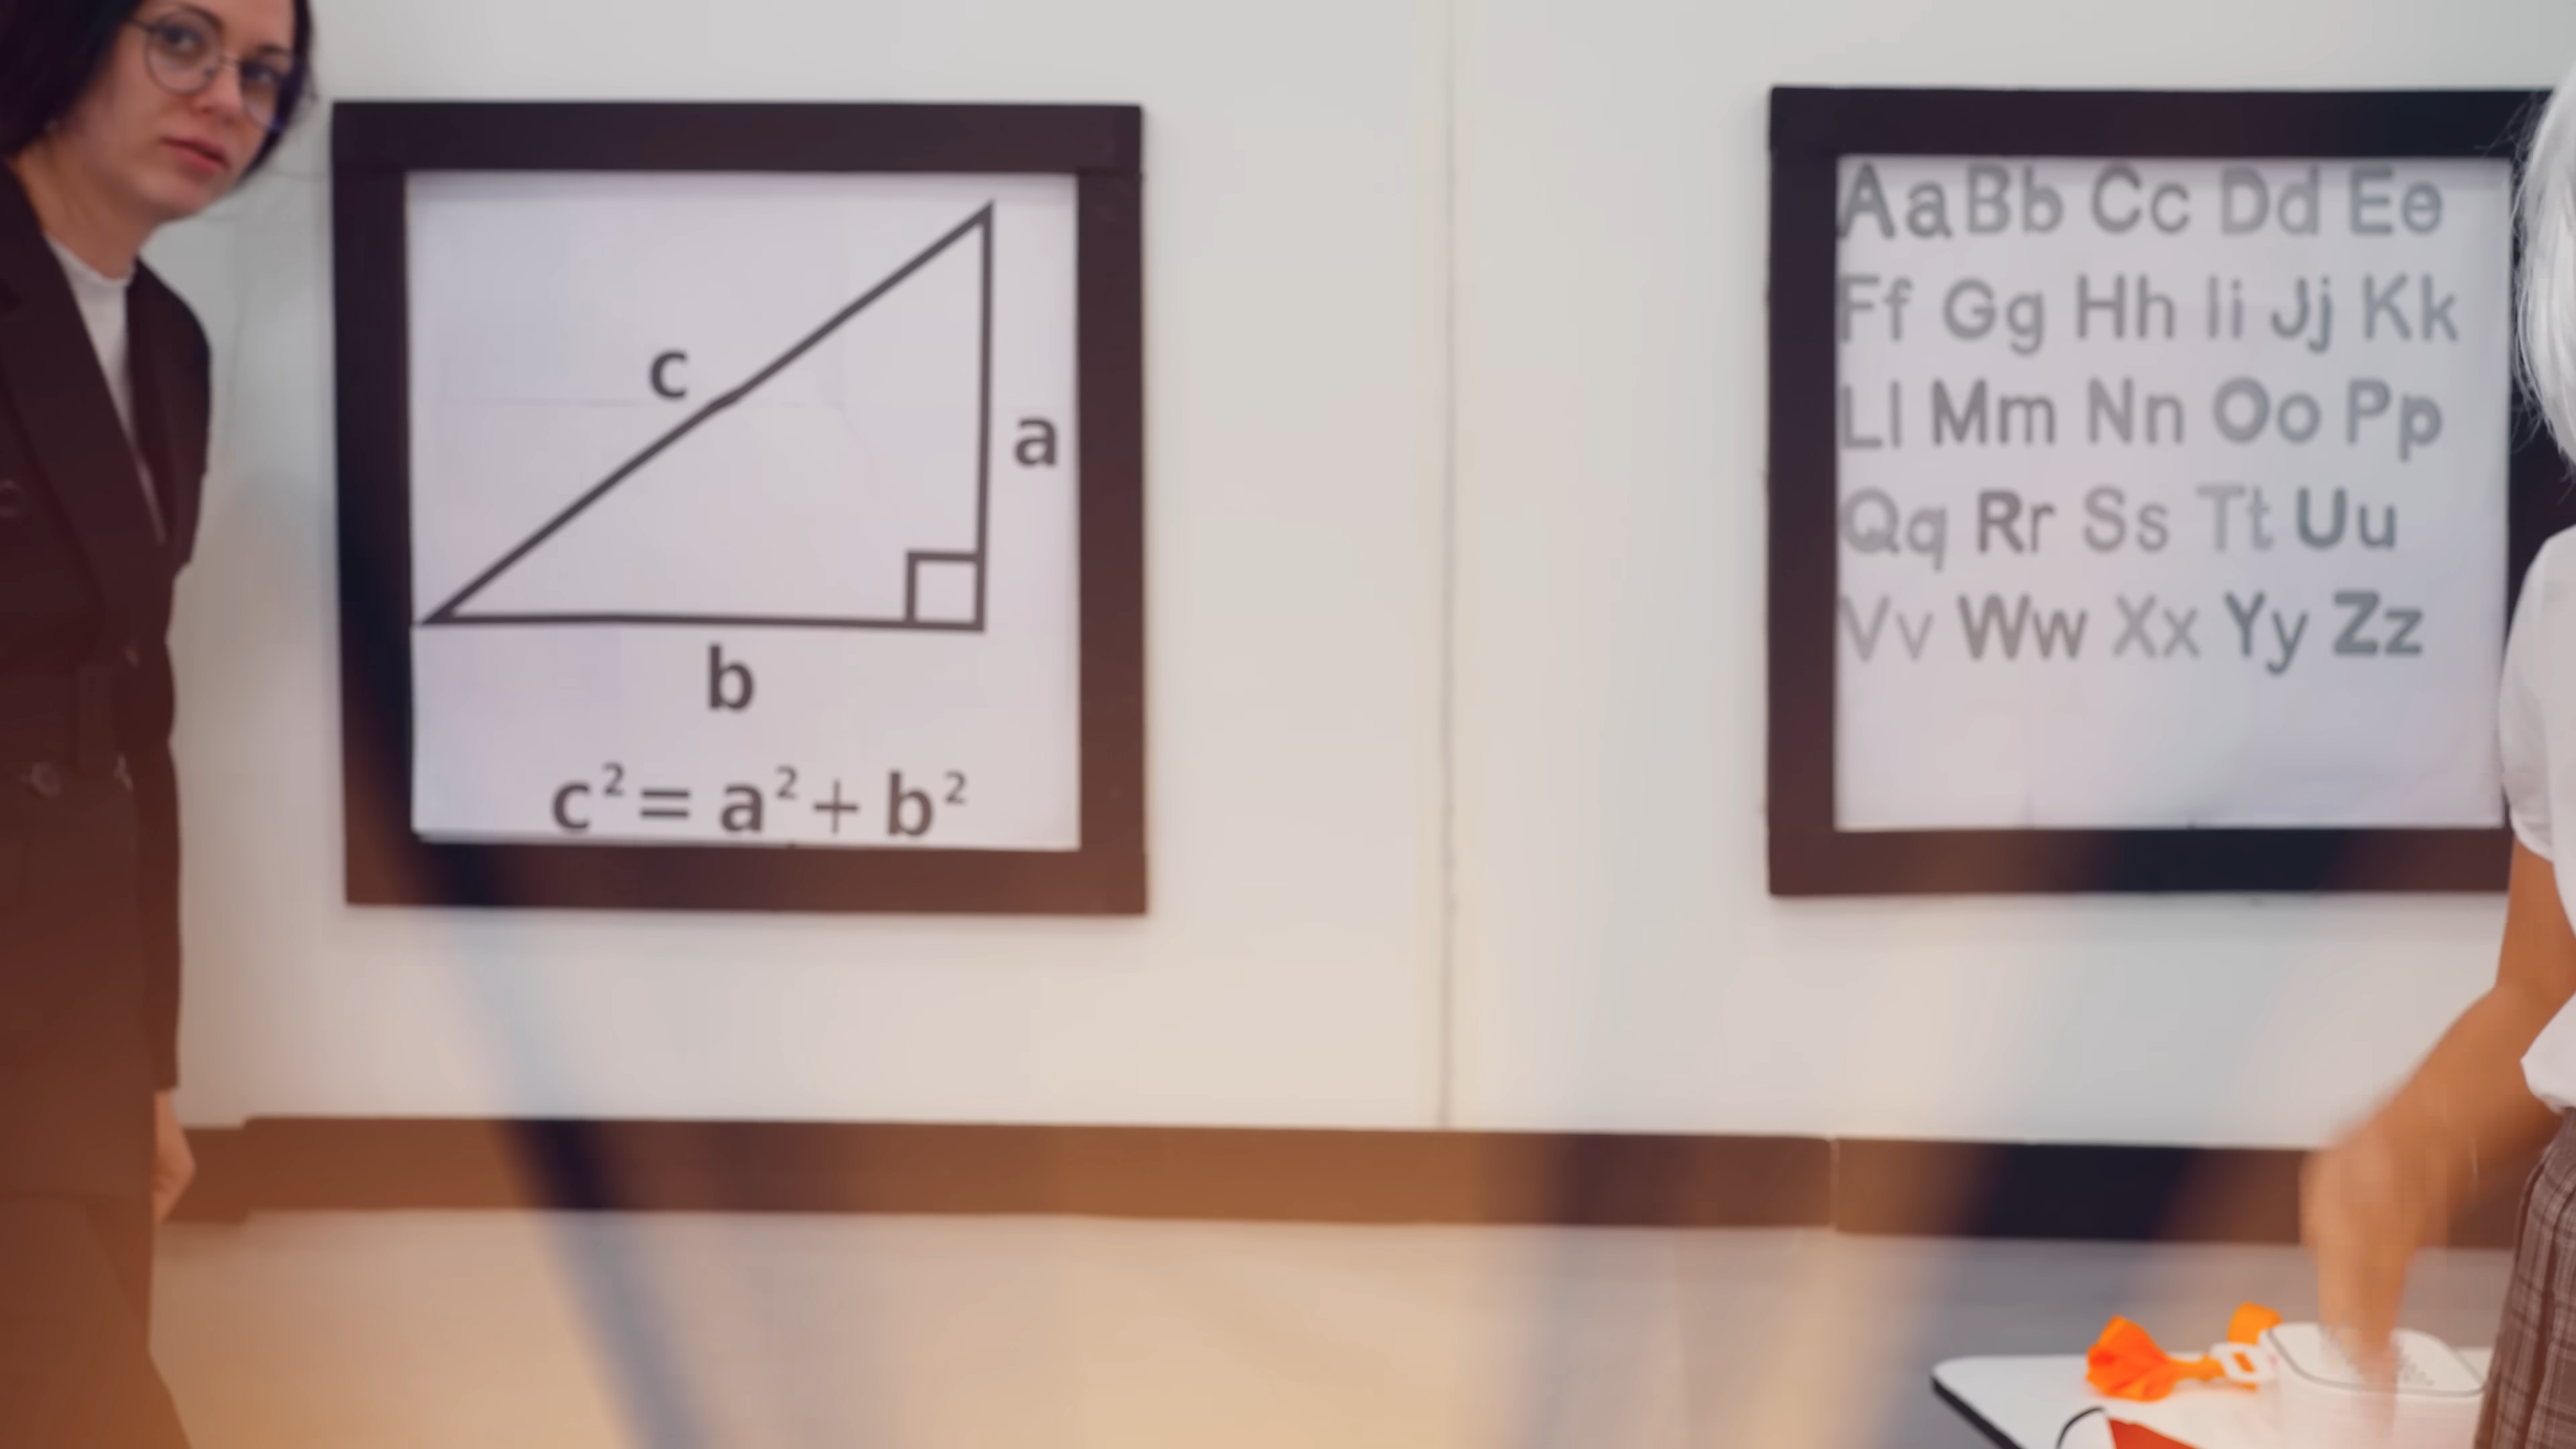 c
a
b
c²= a²+ b²
Aa Bb Cc Dd Ee
Ff Gg Hh Ii Jj Kk
Ll Mm Nn Oo Pp
Qq Rr Ss Tt Uu
Vv Ww Xx Yy Zz